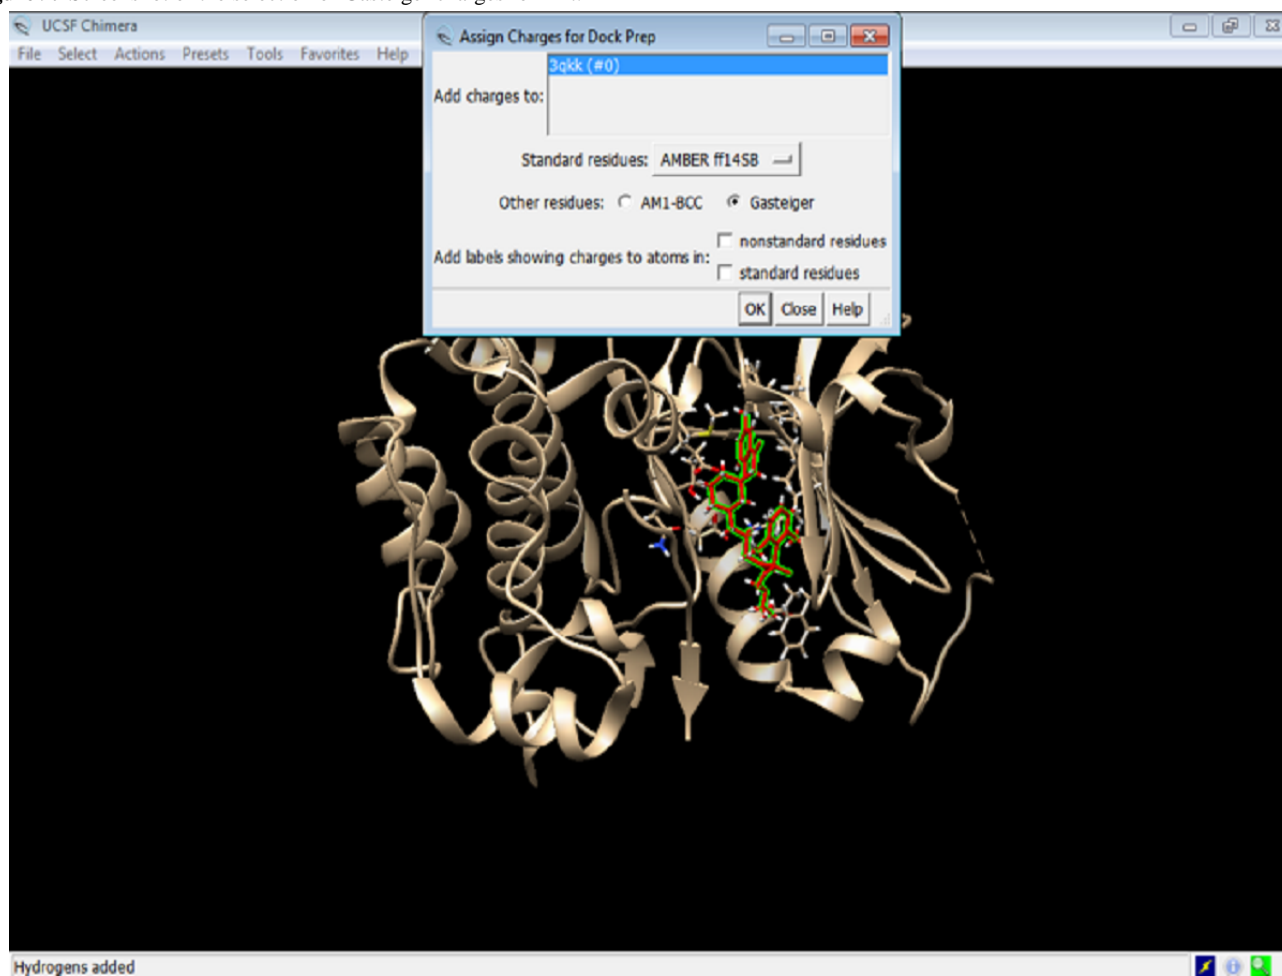 UCSF Chimera
File Select Actions Presets Tools Favorites Help
Assign Charges for Dock Prep
Add charges to:
3qkk (#0)
Standard residues: AMBER ff14SB
Other residues: AM1-BCC Gasteiger
Add labels showing charges to atoms in:
nonstandard residues
standard residues
OK Close Help
Hydrogens added